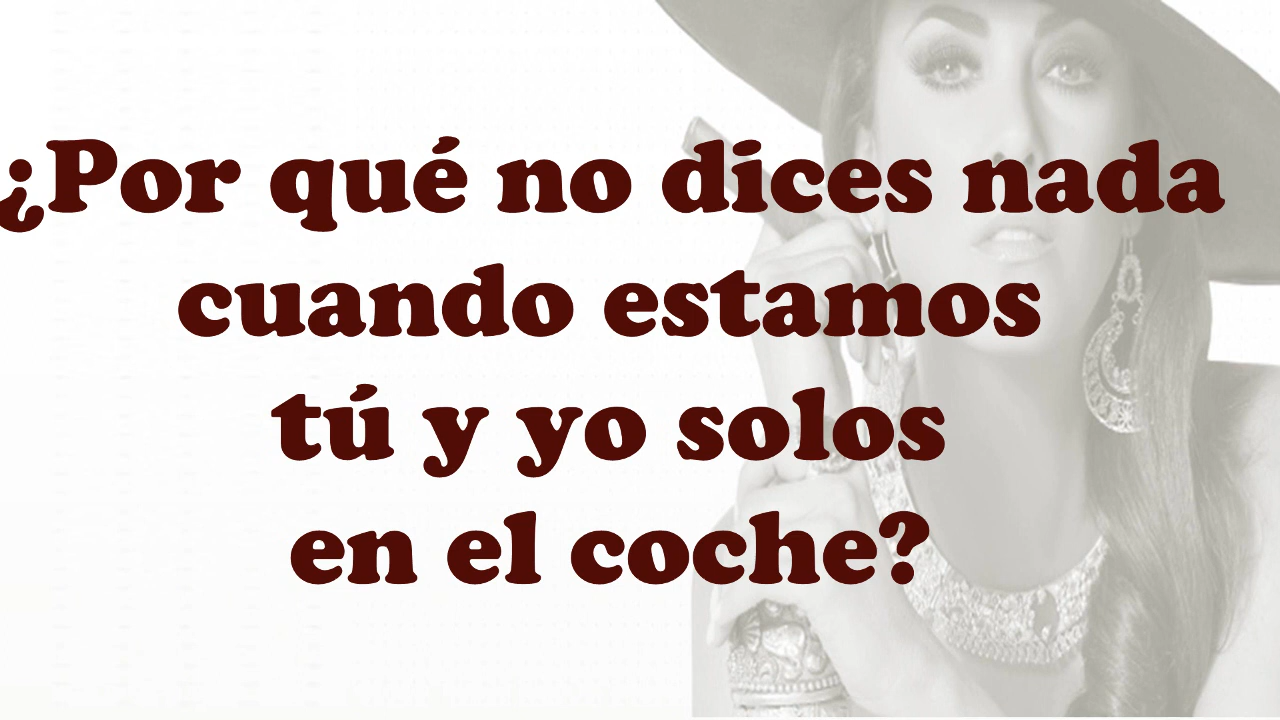 ¿Por qué no dices nada
cuando estamos
tú y yo solos
en el coche?